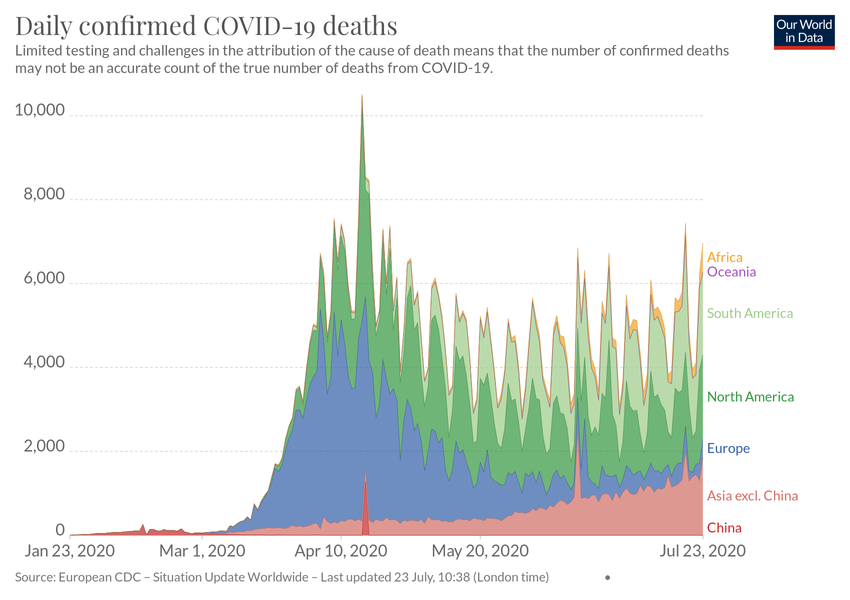 Daily confirmed COVID-19 deaths
Our World
in Data
Limited testing and challenges in the attribution of the cause of death means that the number of confirmed deaths
may not be an accurate count of the true number of deaths from COVID-19.
10,000
8,000
6,000
4,000
2,000
0
Africa
Oceania
South America
North America
Europe
Asia excl. China
China
Jan 23, 2020
Mar 1, 2020
Apr 10, 2020
May 20, 2020
Jul 23, 2020
Source: European CDC – Situation Update Worldwide – Last updated 23 July, 10:38 (London time)